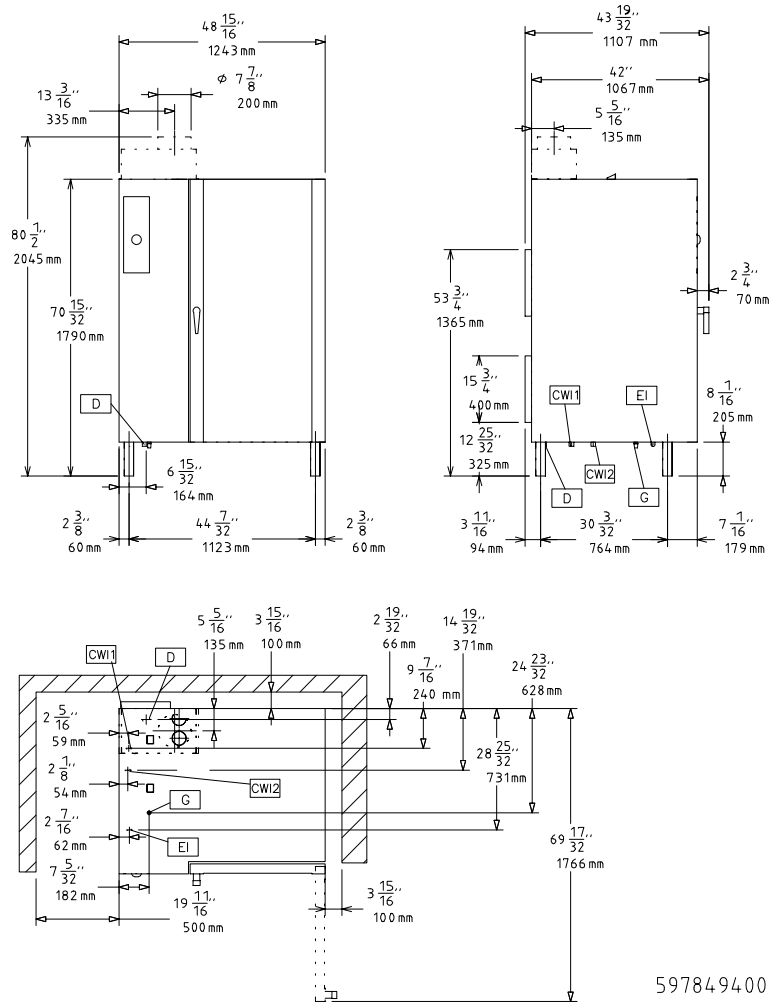 48 15/16''
1243 mm
ø 7 7/8''
200 mm
13 3/16''
335 mm
80 1/2''
2045 mm
70 15/32''
1790 mm
D
6 15/32''
164 mm
2 3/8''
60 mm
44 7/32''
1123 mm
2 3/8''
60 mm
43 19/32''
1107 mm
42''
1067 mm
5 5/16''
135 mm
53 3/4''
1365 mm
2 3/4''
70 mm
15 3/4''
400 mm
CWI1
EI
8 1/16''
205 mm
12 25/32''
325 mm
D
CWI2
G
3 11/16''
94 mm
30 3/32''
764 mm
7 1/16''
179 mm
5 5/16''
135 mm
3 15/16''
100 mm
2 19/32''
66 mm
14 19/32''
371 mm
CWI1
D
9 7/16''
240 mm
24 23/32''
628 mm
2 5/16''
59 mm
28 25/32''
731 mm
2 1/8''
54 mm
CWI2
G
2 7/16''
62 mm
EI
69 17/32''
1766 mm
7 5/32''
182 mm
19 11/16''
500 mm
3 15/16''
100 mm
597849400